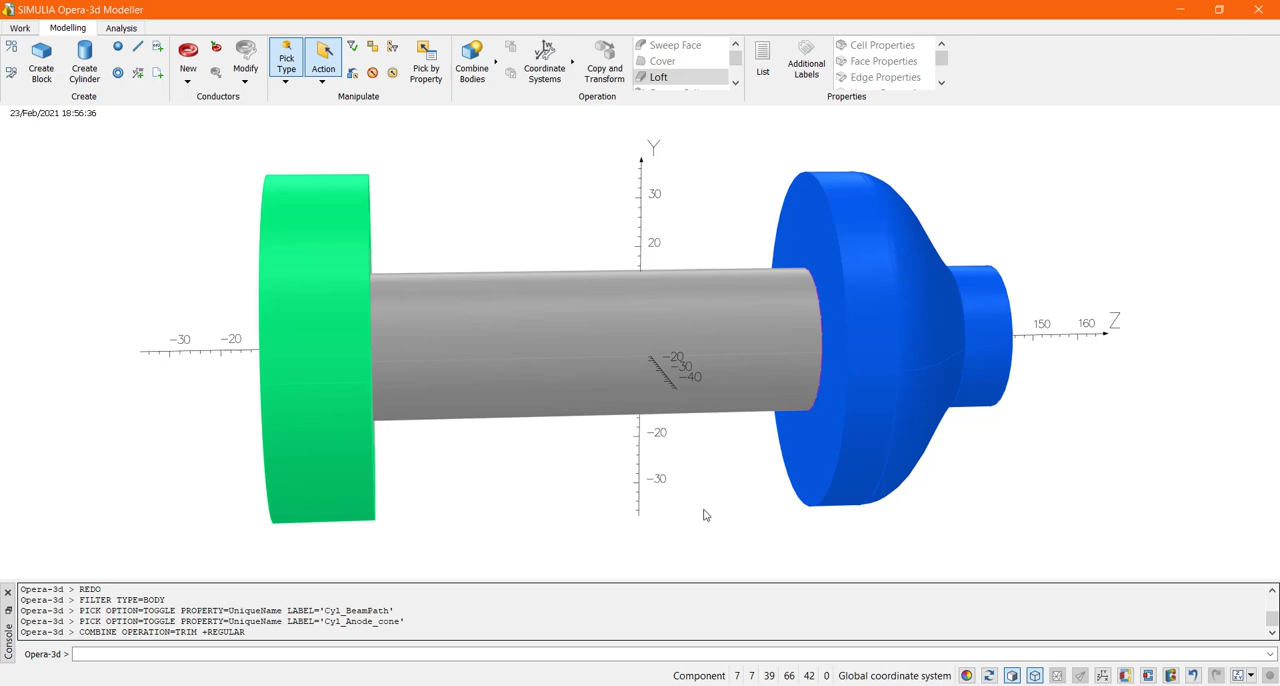 SIMULIA Opera-3d Modeller
Work Modelling Analysis
Create Block
Create Cylinder
Create
New
Modify
Conductors
Pick Type
Action
Pick by Property
Manipulate
Combine Bodies
Coordinate Systems
Copy and Transform
Sweep Face
Cover
Loft
Operation
List
Additional Labels
Cell Properties
Face Properties
Edge Properties
Properties
23/Feb/2021 18:56:36
Y
30
20
-30 -20
150 160 Z
-20
-30
-40
-20
-30
Opera-3d > REDO
Opera-3d > FILTER TYPE=BODY
Opera-3d > PICK OPTION=TOGGLE PROPERTY=UniqueName LABEL='Cyl_BeamPath'
Opera-3d > PICK OPTION=TOGGLE PROPERTY=UniqueName LABEL='Cyl_Anode_cone'
Opera-3d > COMBINE OPERATION=TRIM +REGULAR
Console
Opera-3d >
Component 7 7 39 66 42 0 Global coordinate system